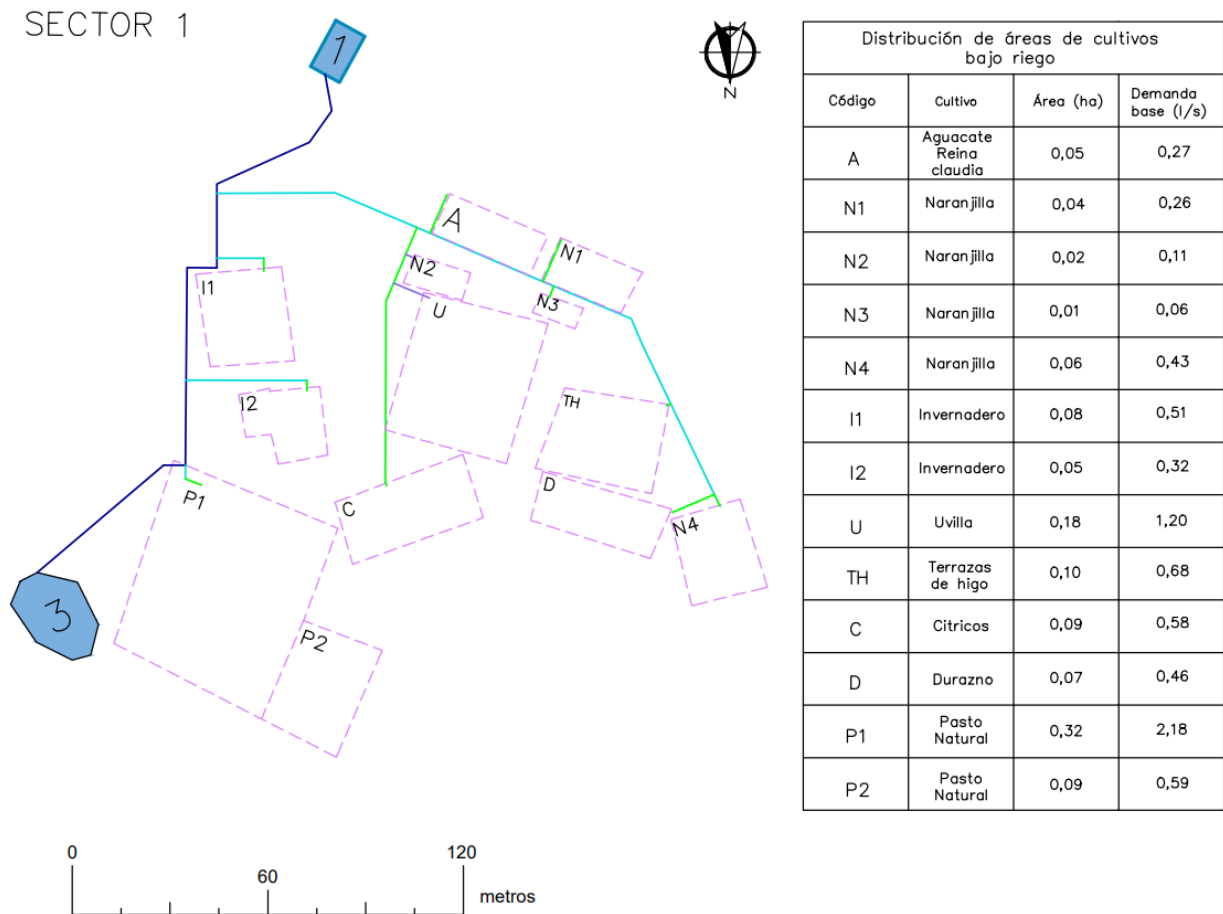 SECTOR 1
1
N
A
N1
N2
N3
U
I1
I2
TH
D
C
N4
P1
3
P2
0
120
60
metros
Distribución de áreas de cultivos
bajo riego
Código Cultivo Área (ha) Demanda
base (l/s)
A Aguacate
Reina
claudia 0,05 0,27
N1 Naranjilla 0,04 0,26
N2 Naranjilla 0,02 0,11
N3 Naranjilla 0,01 0,06
N4 Naranjilla 0,06 0,43
I1 Invernadero 0,08 0,51
I2 Invernadero 0,05 0,32
U Uvilla 0,18 1,20
TH Terrazas
de higo 0,10 0,68
C Citricos 0,09 0,58
D Durazno 0,07 0,46
P1 Pasto
Natural 0,32 2,18
P2 Pasto
Natural 0,09 0,59